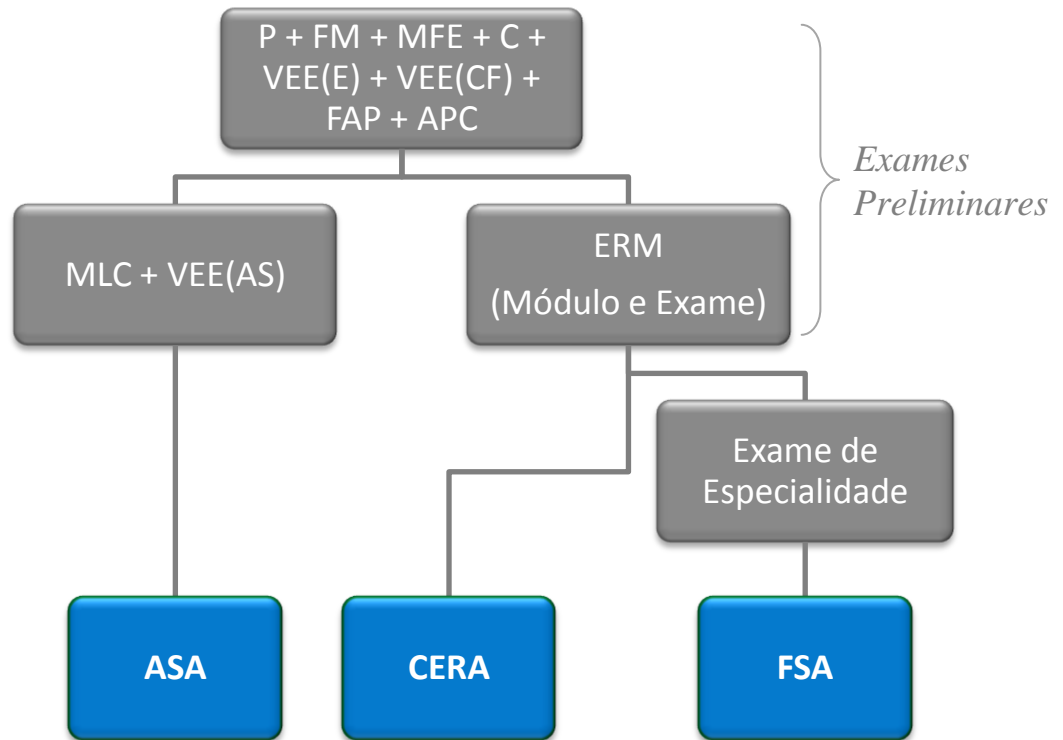 P + FM + MFE + C +
VEE(E) + VEE(CF) +
FAP + APC
Exames
Preliminares
MLC + VEE(AS)
ERM
(Módulo e Exame)
Exame de
Especialidade
ASA
CERA
FSA